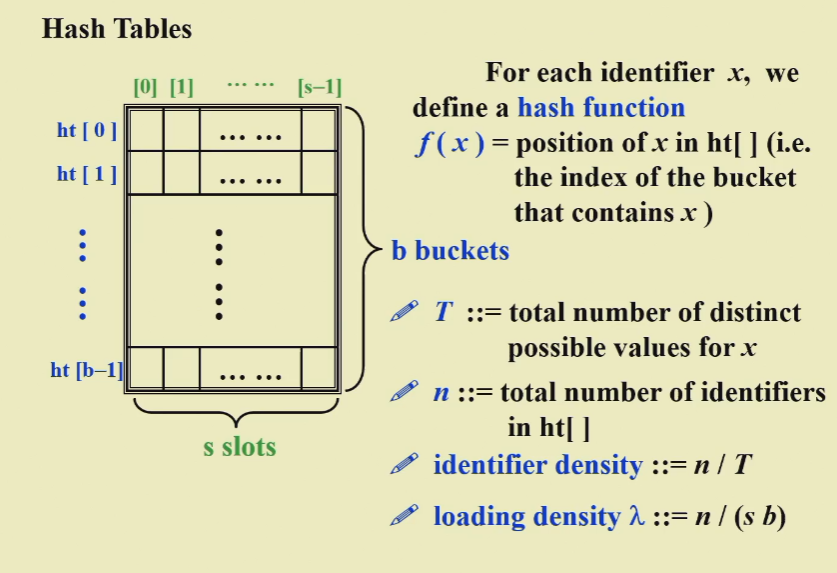 Hash Tables
[0] [1] ... ... [s–1]
ht [ 0 ] ... ...
ht [ 1 ] ... ...
ht [b–1] ... ...
s slots
b buckets
For each identifier x, we
define a hash function
f ( x ) = position of x in ht[ ] (i.e.
the index of the bucket
that contains x )
T ::= total number of distinct
possible values for x
n ::= total number of identifiers
in ht[ ]
identifier density ::= n / T
loading density λ ::= n / (s b)